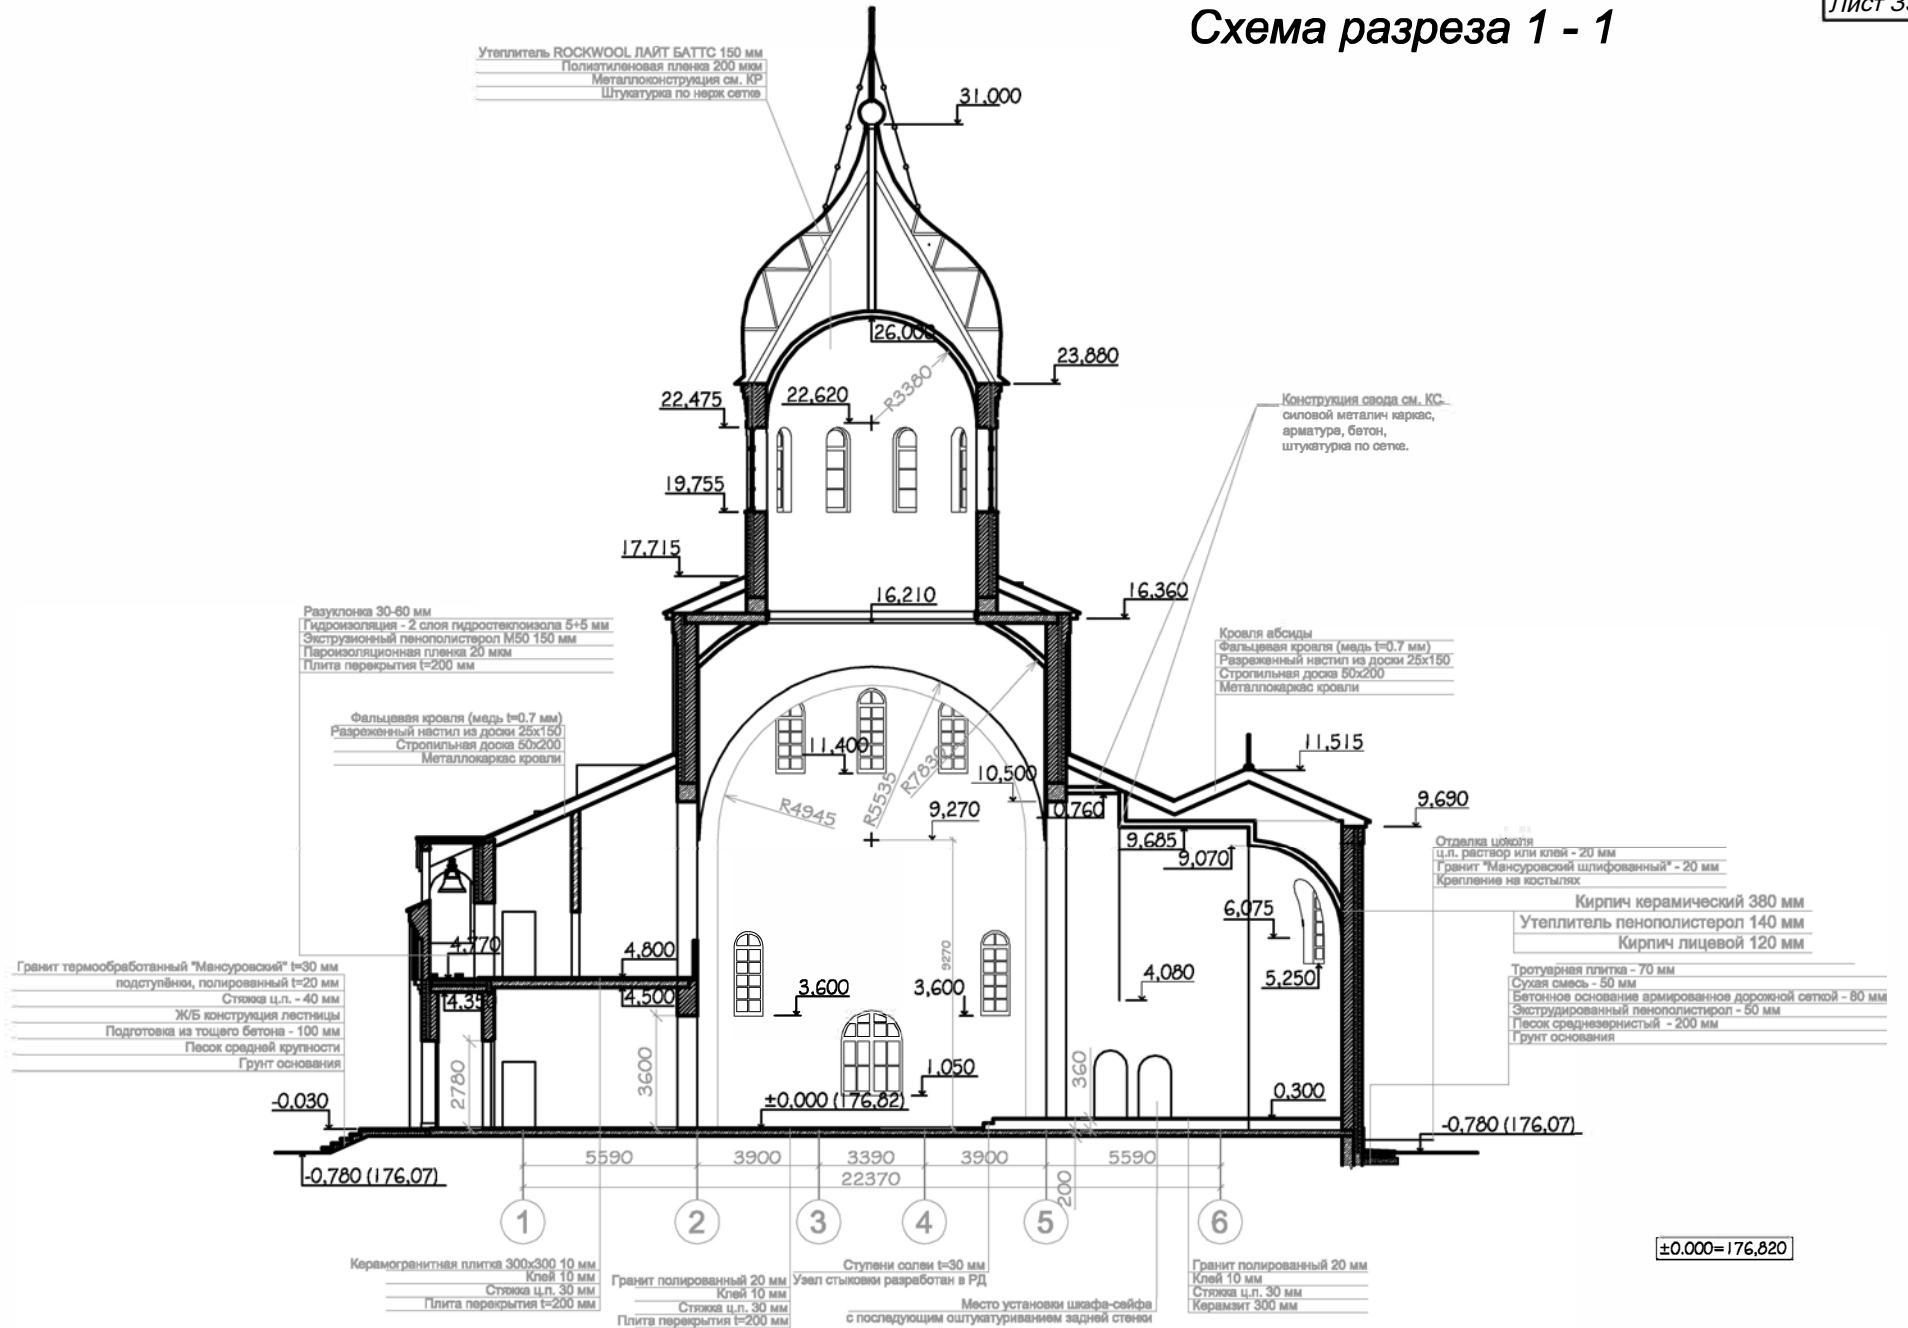 Схема разреза 1 - 1
Лист
Утеплитель ROCKWOOL ЛАЙТ БАТТС 150 мм
Полиэтиленовая пленка 200 мкм
Металлоконструкция см. КР
Штукатурка по нерж сетке
31,000
26,000
R3380
23,880
22,475
22,620
19,755
17,715
16,210
16,360
Конструкция свода см. КС
силовой металич каркас,
арматура, бетон,
штукатурка по сетке.
Разуклонка 30-60 мм
Гидроизоляция - 2 слоя гидростеклоизола 5+5 мм
Экструзионный пенополистерол М50 150 мм
Пароизоляционная пленка 20 мкм
Плита перекрытия t=200 мм
Кровля абсиды
Фальцевая кровля (медь t=0.7 мм)
Разреженный настил из доски 25х150
Стропильная доска 50х200
Металлокаркас кровли
Фальцевая кровля (медь t=0.7 мм)
Разреженный настил из доски 25х150
Стропильная доска 50х200
Металлокаркас кровли
11,400
R4945
R5535
R7830
10,500
9,270
10,760
11,515
9,690
9,685
9,070
6,075
5,250
4,080
Отделка цоколя
ц.п. раствор или клей - 20 мм
Гранит "Мансуровский шлифованный" - 20 мм
Крепление на костылях
Кирпич керамический 380 мм
Утеплитель пенополистерол 140 мм
Кирпич лицевой 120 мм
Тротуарная плитка - 70 мм
Сухая смесь - 50 мм
Бетонное основание армированное дорожной сеткой - 80 мм
Экструдированный пенополистирол - 50 мм
Песок среднезернистый - 200 мм
Грунт основания
Гранит термообработанный "Мансуровский" t=30 мм
подступёнки, полированный t=20 мм
Стяжка ц.п. - 40 мм
Ж/Б конструкция лестницы
Подготовка из тощего бетона - 100 мм
Песок средней крупности
Грунт основания
4,770
4,35
4,800
4,500
9270
3,600
3,600
2780
3600
1,050
360
±0,000 (176,82)
0,300
-0,030
-0,780 (176,07)
-0,780 (176,07)
5590
3900
3390
3900
5590
22370
200
1
2
3
4
5
6
±0.000=176,820
Керамогранитная плитка 300х300 10 мм
Клей 10 мм
Стяжка ц.п. 30 мм
Плита перекрытия t=200 мм
Гранит полированный 20 мм
Клей 10 мм
Стяжка ц.п. 30 мм
Плита перекрытия t=200 мм
Ступени солеи t=30 мм
Узел стыковки разработан в РД
Место установки шкафа-сейфа
с последующим оштукатуриванием задней стенки
Гранит полированный 20 мм
Клей 10 мм
Стяжка ц.п. 30 мм
Керамзит 300 мм